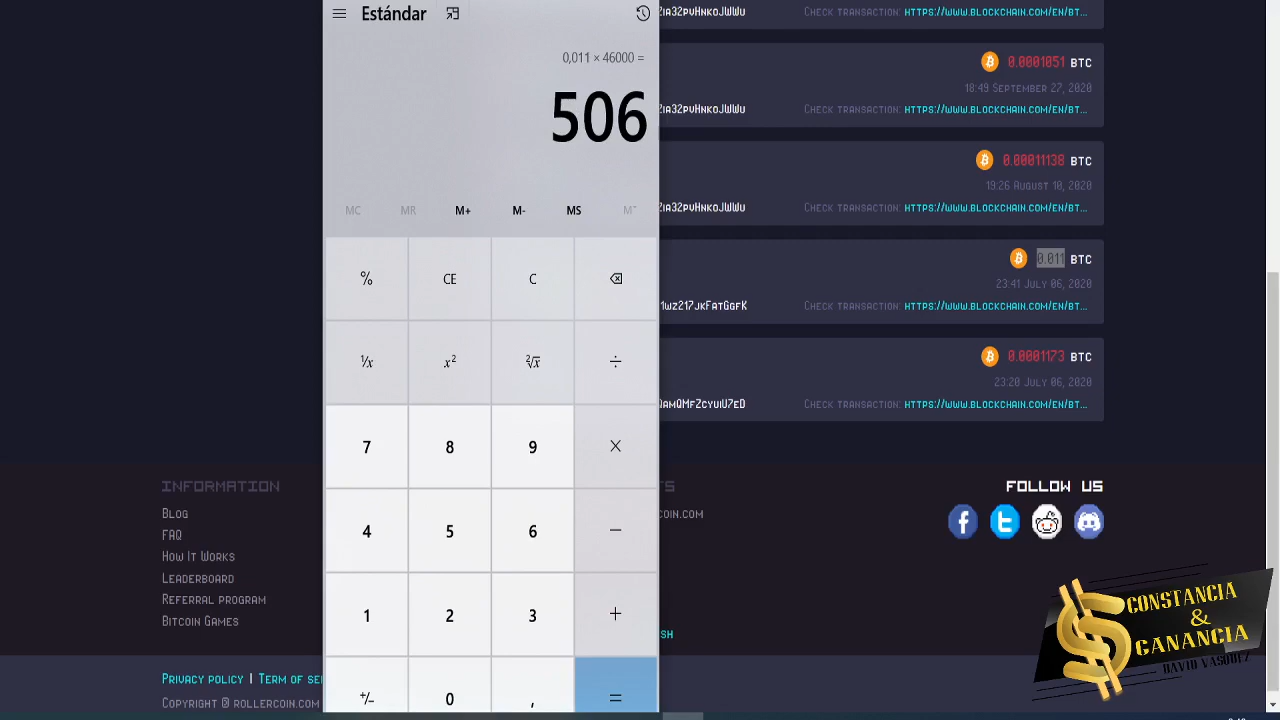 Estándar
0,011 × 46000 =
506
MC MR M+ M- MS M˅
% CE C
¹/x x² ²√x ÷
7 8 9 ×
4 5 6 −
1 2 3 +
+/- 0 , =
Check transaction: https://www.blockchain.com/en/bt...
0.0001051 BTC
18:49 September 27, 2020
Check transaction: https://www.blockchain.com/en/bt...
0.00011138 BTC
19:26 August 10, 2020
Check transaction: https://www.blockchain.com/en/bt...
0.011 BTC
23:41 July 06, 2020
Check transaction: https://www.blockchain.com/en/bt...
0.0001173 BTC
23:20 July 06, 2020
Check transaction: https://www.blockchain.com/en/bt...
Information
Blog
FAQ
How It Works
Leaderboard
Referral program
Bitcoin Games
Follow us
Privacy policy | Term of se
Copyright @ rollercoin.com
CONSTANCIA
&
GANANCIA
DAVID VASQUEZ